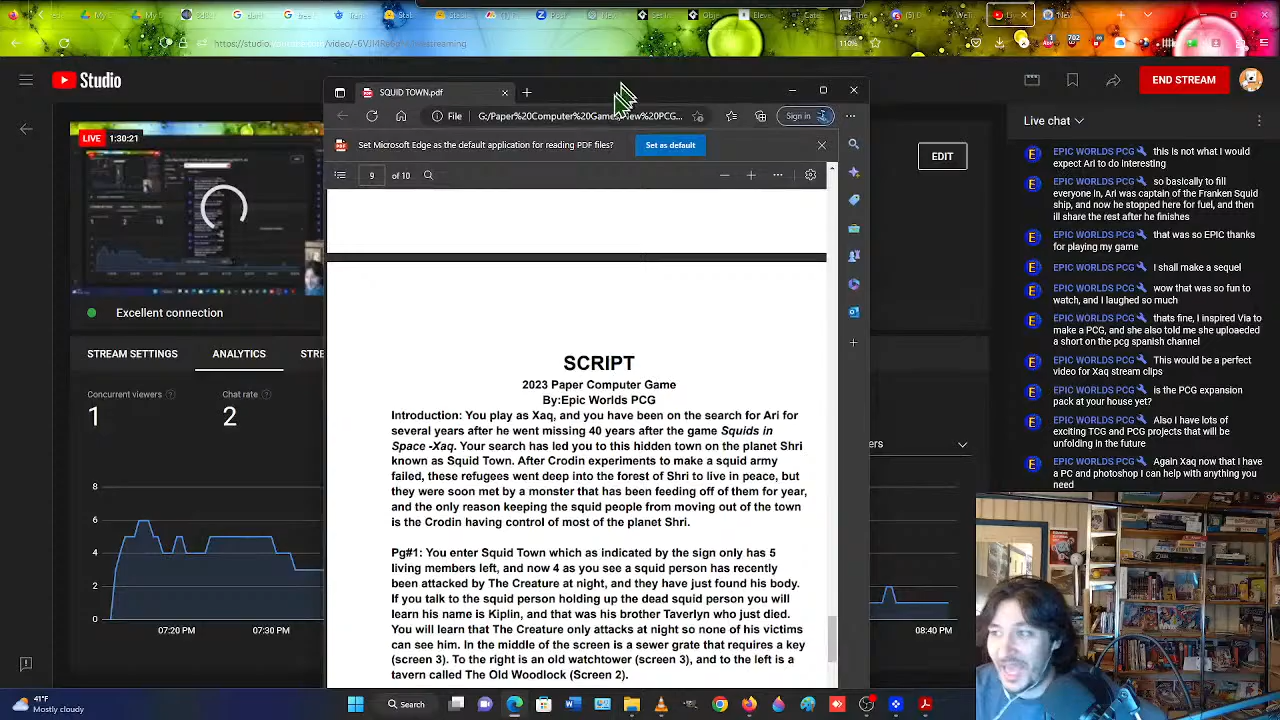 110%
https://studio.youtube.com/video/-6VJI4Re
estreaming
Studio
END STREAM
LIVE 1:30:21
Excellent connection
STREAM SETTINGS
ANALYTICS
STR
Concurrent viewers
1
Chat rate
2
8
6
4
2
0
07:20 PM
07:30 PM
08:40 PM
SQUID TOWN.pdf
File
G:/Paper%20Computer%20Game
ew%20PCG...
Sign in
Set Microsoft Edge as the default application for reading PDF files?
Set as default
9 of 10
SCRIPT
2023 Paper Computer Game
By:Epic Worlds PCG
Introduction: You play as Xaq, and you have been on the search for Ari for
several years after he went missing 40 years after the game Squids in
Space -Xaq. Your search has led you to this hidden town on the planet Shri
known as Squid Town. After Crodin experiments to make a squid army
failed, these refugees went deep into the forest of Shri to live in peace, but
they were soon met by a monster that has been feeding off of them for year,
and the only reason keeping the squid people from moving out of the town
is the Crodin having control of most of the planet Shri.
Pg#1: You enter Squid Town which as indicated by the sign only has 5
living members left, and now 4 as you see a squid person has recently
been attacked by The Creature at night, and they have just found his body.
If you talk to the squid person holding up the dead squid person you will
learn his name is Kiplin, and that was his brother Taverlyn who just died.
You will learn that The Creature only attacks at night so none of his victims
can see him. In the middle of the screen is a sewer grate that requires a key
(screen 3). To the right is an old watchtower (screen 3), and to the left is a
tavern called The Old Woodlock (Screen 2).
EDIT
ers
Live chat
EPIC WORLDS PCG this is not what I would
expect Ari to do interesting
EPIC WORLDS PCG so basically to fill
everyone in. Ari was captain of the Franken Squid
ship, and now he stopped here for fuel, and then
ill share the rest after he finishes
EPIC WORLDS PCG that was so EPIC thanks
for playing my game
EPIC WORLDS PCG I shall make a sequel
EPIC WORLDS PCG wow that was so fun to
watch, and I laughed so much
EPIC WORLDS PCG thats fine, I inspired Via to
make a PCG, and she also told me she uploaeded
a short on the pcg spanish channel
EPIC WORLDS PCG This would be a perfect
video for Xaq stream clips
EPIC WORLDS PCG is the PCG expansion
pack at your house yet?
EPIC WORLDS PCG Also I have lots of
exciting TCG and PCG projects that will be
unfolding in the future
EPIC WORLDS PCG Again Xaq now that I have
a PC and photoshop I can help with anything you
need
41°F
Mostly cloudy
Search